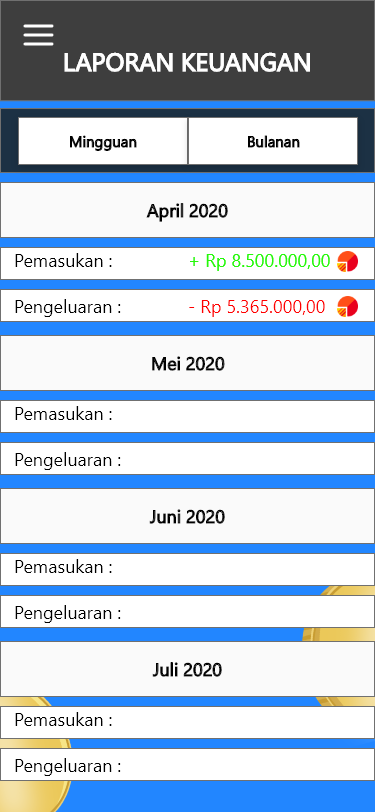 LAPORAN KEUANGAN
Mingguan Bulanan
April 2020
Pemasukan : + Rp 8.500.000,00
Pengeluaran : - Rp 5.365.000,00
Mei 2020
Pemasukan :
Pengeluaran :
Juni 2020
Pemasukan :
Pengeluaran :
Juli 2020
Pemasukan :
Pengeluaran :